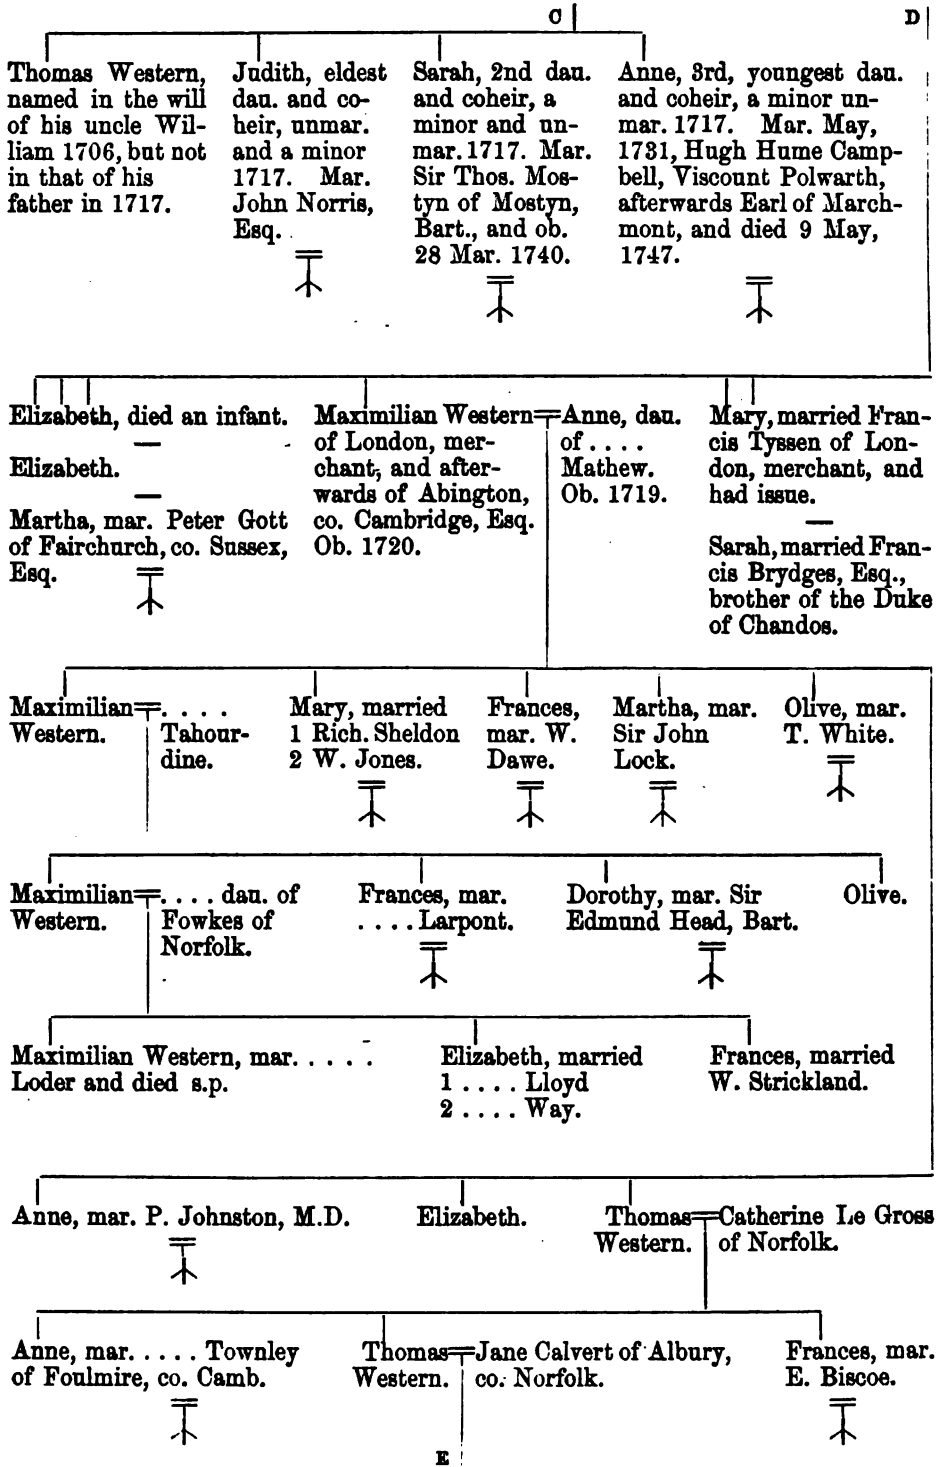 C D
Thomas Western,
named in the will
of his uncle Wil-
liam 1706, but not
in that of his
father in 1717.
Judith, eldest
dau. and co-
heir, unmar.
and a minor
1717. Mar.
John Norris,
Esq.
Sarah, 2nd dau.
and coheir, a
minor and un-
mar. 1717. Mar.
Sir Thos. Mos-
tyn of Mostyn,
Bart., and ob.
28 Mar. 1740.
Anne, 3rd, youngest dau.
and coheir, a minor un-
mar. 1717. Mar. May,
1731, Hugh Hume Camp-
bell, Viscount Polwarth,
afterwards Earl of March-
mont, and died 9 May,
1747.
Elizabeth, died an infant.
Elizabeth.
Martha, mar. Peter Gott
of Fairchurch, co. Sussex,
Esq.
Maximilian Western
of London, mer-
chant, and after-
wards of Abington,
co. Cambridge, Esq.
Ob. 1720.
Anne, dau.
of . . . .
Mathew.
Ob. 1719.
Mary, married Fran-
cis Tyssen of Lon-
don, merchant, and
had issue.
Sarah, married Fran-
cis Brydges, Esq.,
brother of the Duke
of Chandos.
Maximilian
Western.
. . . .
Tahour-
dine.
Mary, married
1 Rich. Sheldon
2 W. Jones.
Frances,
mar. W.
Dawe.
Martha, mar.
Sir John
Lock.
Olive, mar.
T. White.
Maximilian
Western.
. . . . dau. of
Fowkes of
Norfolk.
Frances, mar.
. . . . Larpont.
Dorothy, mar. Sir
Edmund Head, Bart.
Olive.
Maximilian Western, mar. . . . .
Loder and died s.p.
Elizabeth, married
1 . . . . Lloyd
2 . . . . Way.
Frances, married
W. Strickland.
Anne, mar. P. Johnston, M.D.
Elizabeth.
Thomas
Western.
Catherine Le Gross
of Norfolk.
Anne, mar. . . . . Townley
of Foulmire, co. Camb.
Thomas
Western.
Jane Calvert of Albury,
co. Norfolk.
Frances, mar.
E. Biscoe.
E